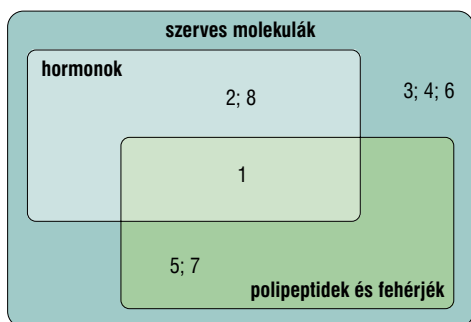 szerves molekulák
hormonok
2; 8
3; 4; 6
1
5; 7
polipeptidek és fehérjék